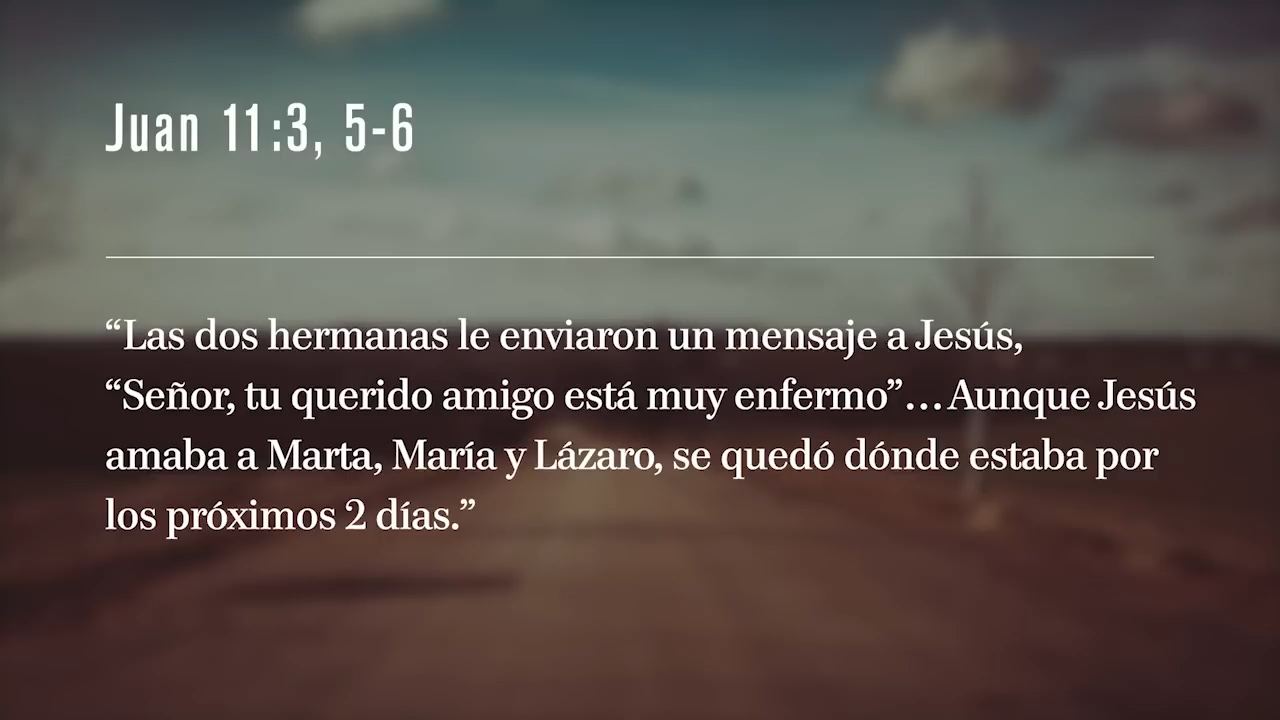 Juan 11:3, 5-6
“Las dos hermanas le enviaron un mensaje a Jesús,
“Señor, tu querido amigo está muy enfermo”...Aunque Jesús
amaba a Marta, María y Lázaro, se quedó dónde estaba por
los próximos 2 días.”